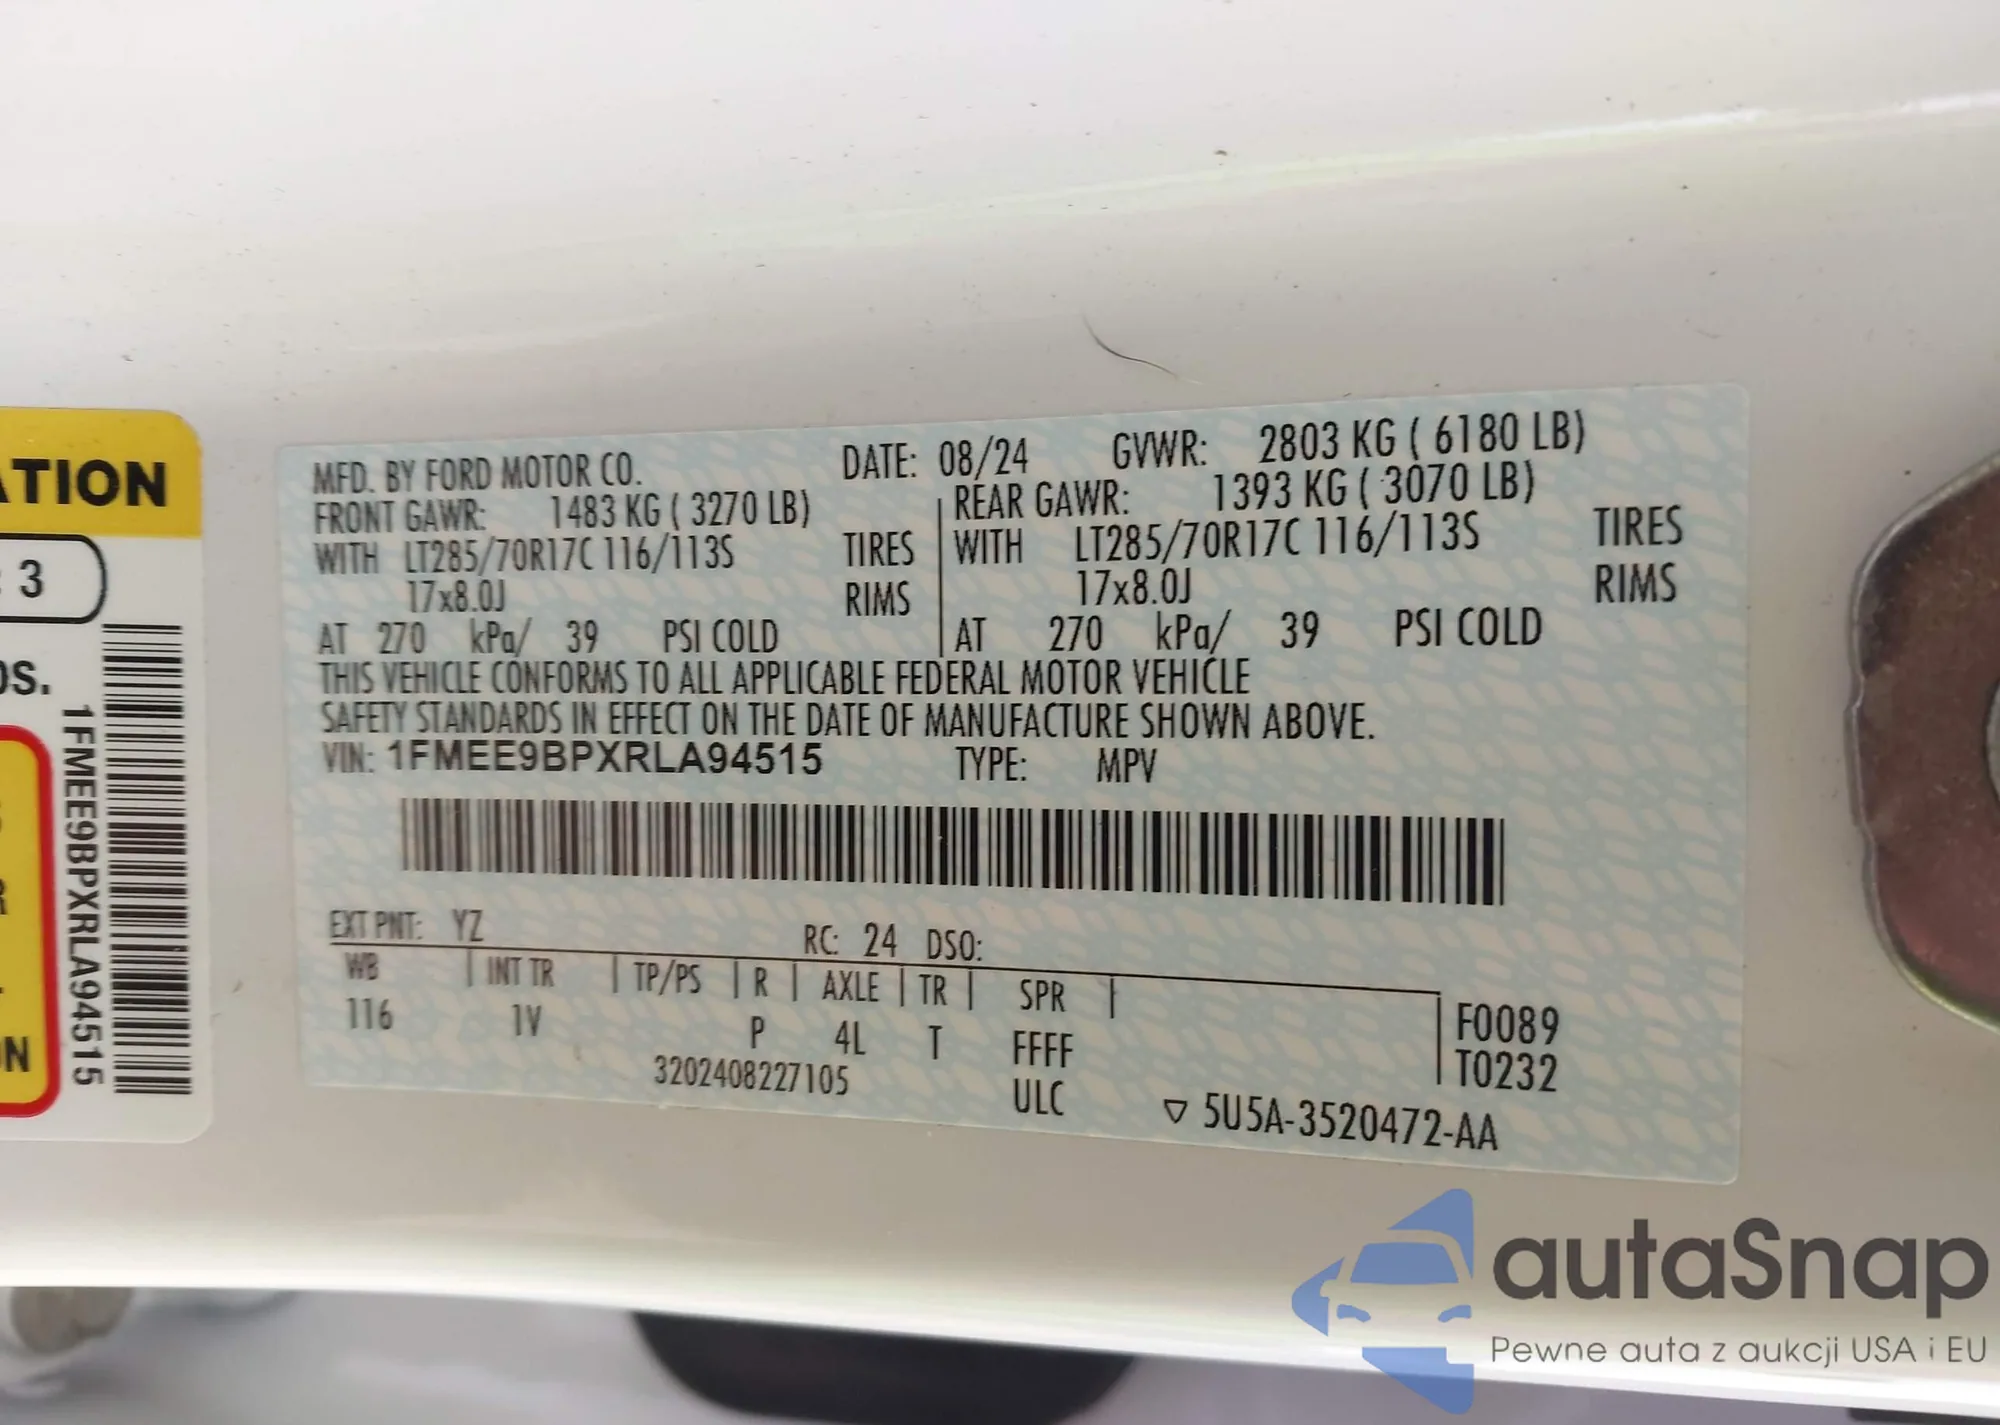 ATION
3
DS.
1FMEE9BPXRLA94515
N
MFD. BY FORD MOTOR CO. DATE: 08/24 GVWR: 2803 KG ( 6180 LB)
FRONT GAWR: 1483 KG ( 3270 LB) REAR GAWR: 1393 KG ( 3070 LB)
WITH LT285/70R17C 116/113S TIRES WITH LT285/70R17C 116/113S TIRES
17x8.0J RIMS 17x8.0J RIMS
AT 270 kPa/ 39 PSI COLD AT 270 kPa/ 39 PSI COLD
THIS VEHICLE CONFORMS TO ALL APPLICABLE FEDERAL MOTOR VEHICLE
SAFETY STANDARDS IN EFFECT ON THE DATE OF MANUFACTURE SHOWN ABOVE.
VIN: 1FMEE9BPXRLA94515 TYPE: MPV
EXT PNT: YZ RC: 24 DSO:
WB INT TR TP/PS R AXLE TR SPR
116 1V P 4L T FFFF F0089
3202408227105 ULC T0232
5U5A-3520472-AA
autaSnap
Pewne auta z aukcji USA i EU